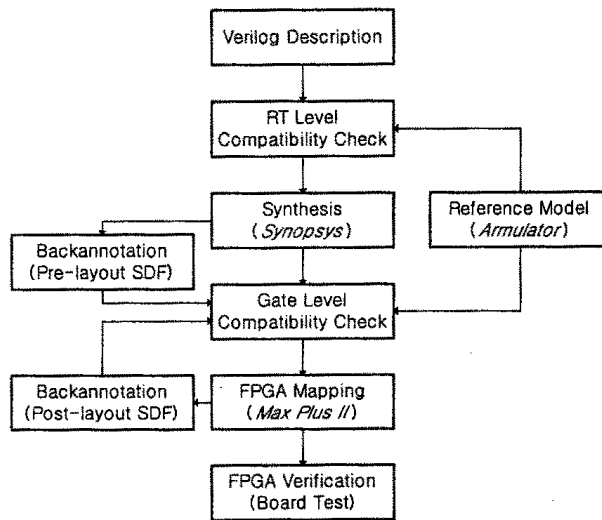 Verilog Description
RT Level
Compatibility Check
Synthesis
(Synopsys)
Reference Model
(Armulator)
Backannotation
(Pre-layout SDF)
Gate Level
Compatibility Check
Backannotation
(Post-layout SDF)
FPGA Mapping
(Max Plus II)
FPGA Verification
(Board Test)